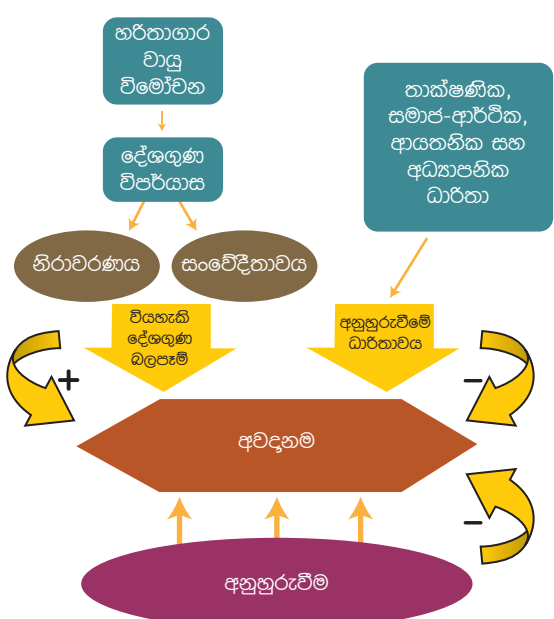 හරිතාගාර
වායු
විමෝචන
තාක්ෂණික,
සමාජ-ආර්ථික,
ආයතනික සහ
අධ්‍යාපනික
ධාරිතා
දේශගුණ
විපර්යාස
නිරාවරණය
සංවේදීතාවය
වියහැකි
දේශගුණ
බලපෑම්
අනුහුරුවීමේ
ධාරිතාවය
+
−
අවදානම
−
අනුහුරුවීම